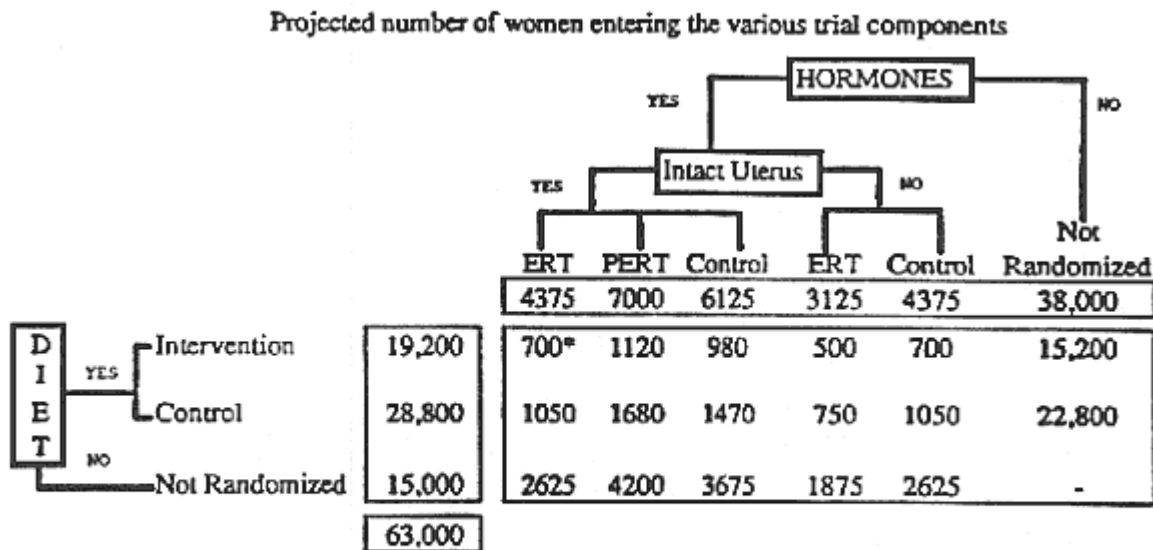 Projected number of women entering the various trial components
HORMONES
YES
NO
Intact Uterus
YES
NO
Not
ERT PERT Control ERT Control Randomized
4375 7000 6125 3125 4375 38,000
DIET
YES
Intervention 19,200 700* 1120 980 500 700 15,200
Control 28,800 1050 1680 1470 750 1050 22,800
NO
Not Randomized 15,000 2625 4200 3675 1875 2625 -
63,000